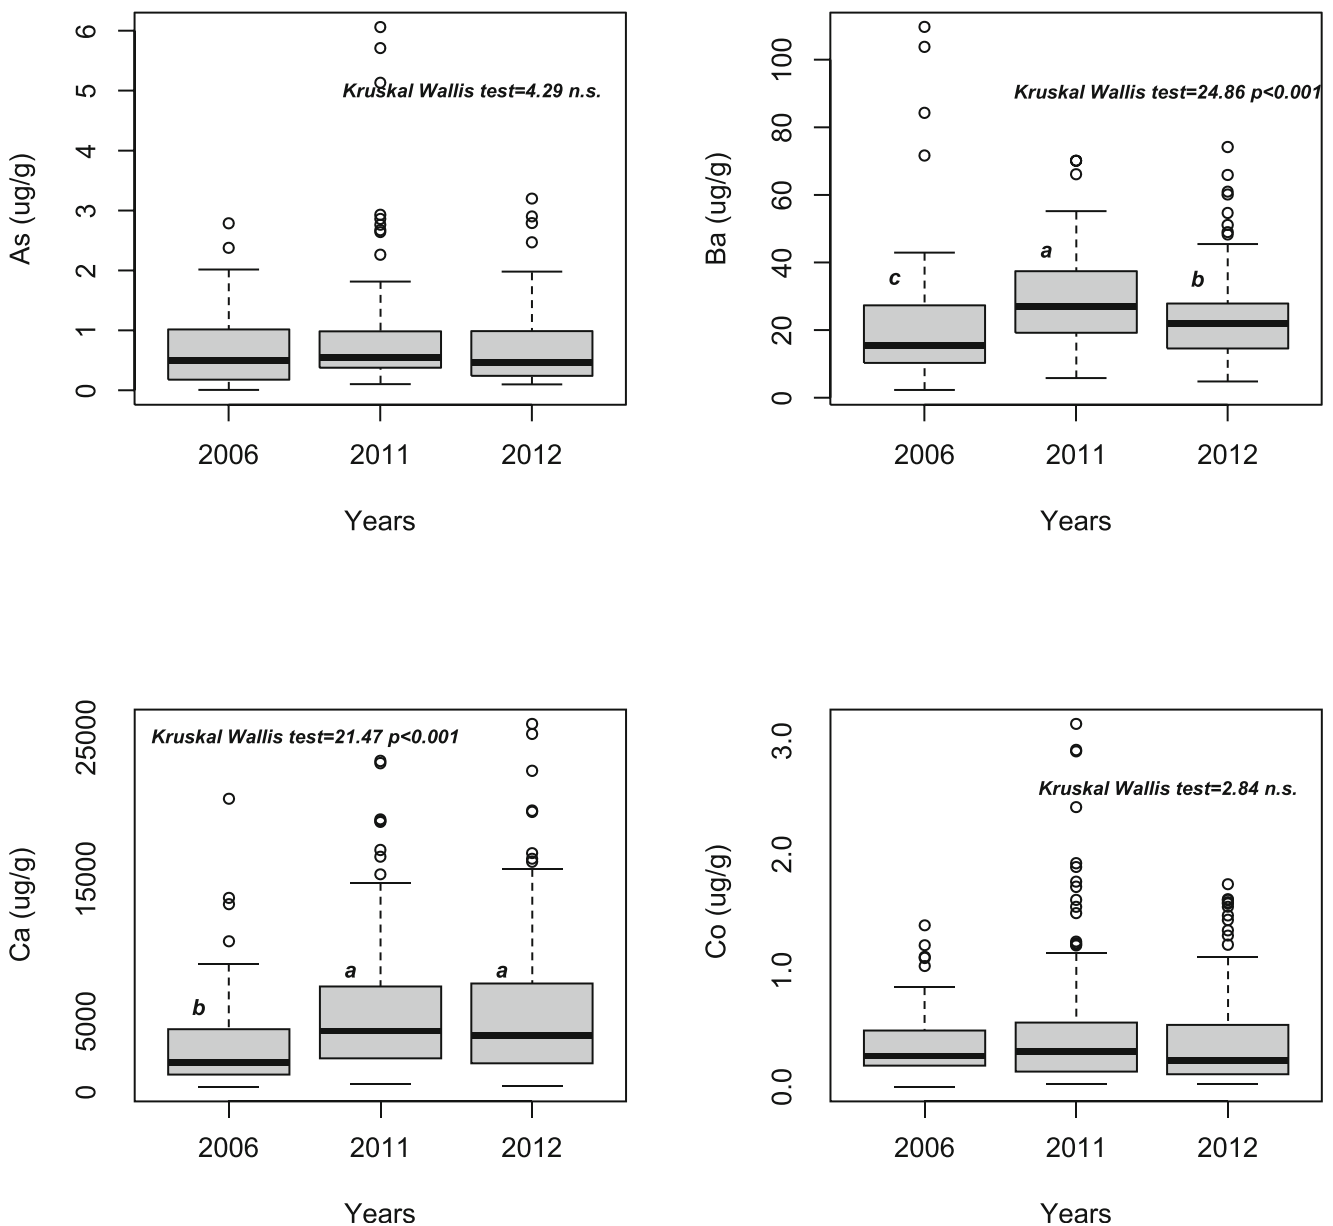 As (ug/g)
6
5
4
3
2
1
0
Kruskal Wallis test=4.29 n.s.
2006 2011 2012
Years
Ba (ug/g)
100
80
60
40
20
0
Kruskal Wallis test=24.86 p<0.001
c
a
b
2006 2011 2012
Years
Ca (ug/g)
25000
15000
5000
0
Kruskal Wallis test=21.47 p<0.001
b
a
a
2006 2011 2012
Years
Co (ug/g)
3.0
2.0
1.0
0.0
Kruskal Wallis test=2.84 n.s.
2006 2011 2012
Years